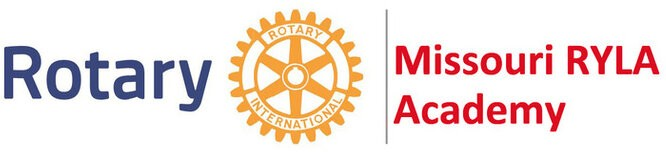 Rotary
ROTARY
INTERNATIONAL
Missouri RYLA
Academy